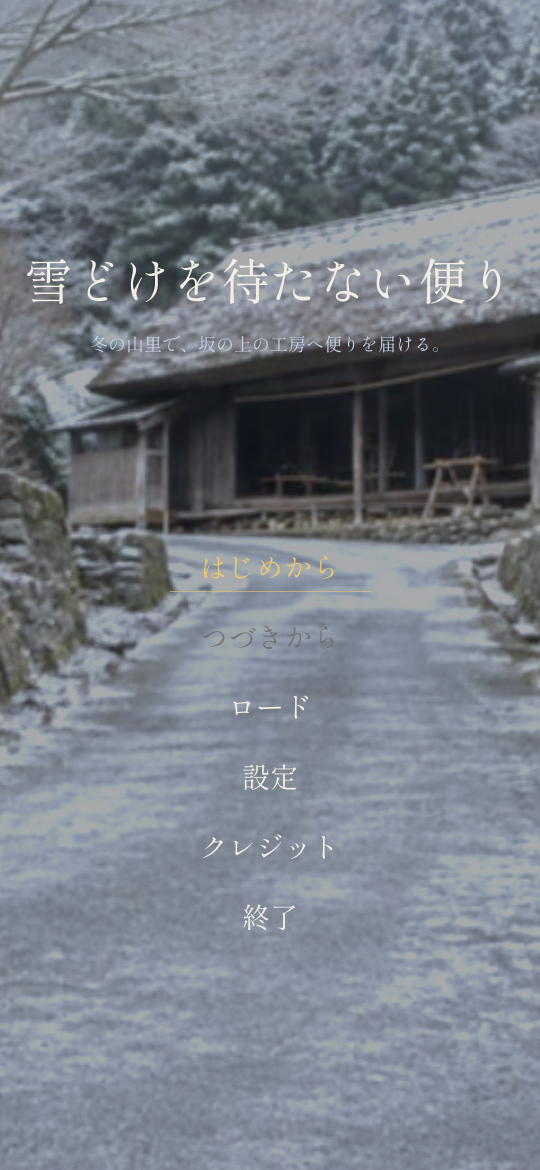 雪どけを待たない便り
冬の山里で、坂の上の工房へ便りを届ける。
はじめから
つづきから
ロード
設定
クレジット
終了